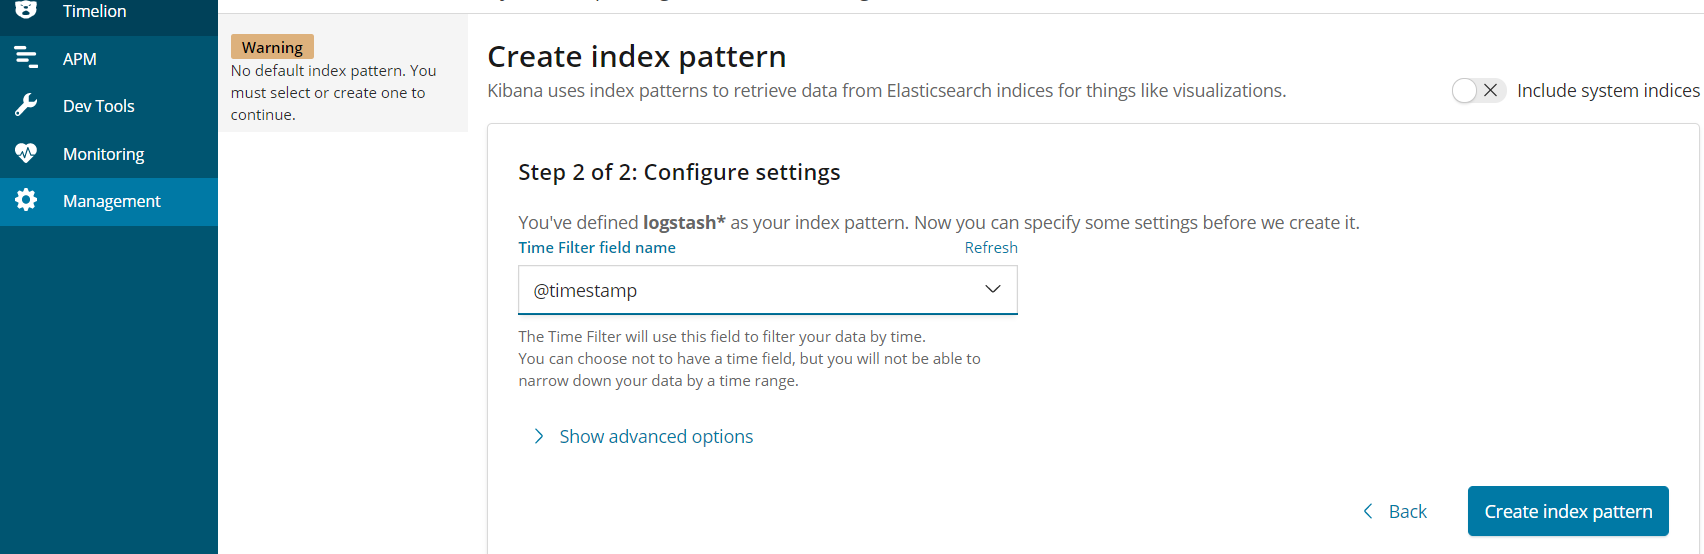 Timelion
APM
Dev Tools
Monitoring
Management
Warning
No default index pattern. You
must select or create one to
continue.
Create index pattern
Kibana uses index patterns to retrieve data from Elasticsearch indices for things like visualizations.
Include system indices
Step 2 of 2: Configure settings
You've defined logstash* as your index pattern. Now you can specify some settings before we create it.
Time Filter field name
Refresh
@timestamp
The Time Filter will use this field to filter your data by time.
You can choose not to have a time field, but you will not be able to
narrow down your data by a time range.
Show advanced options
Back
Create index pattern